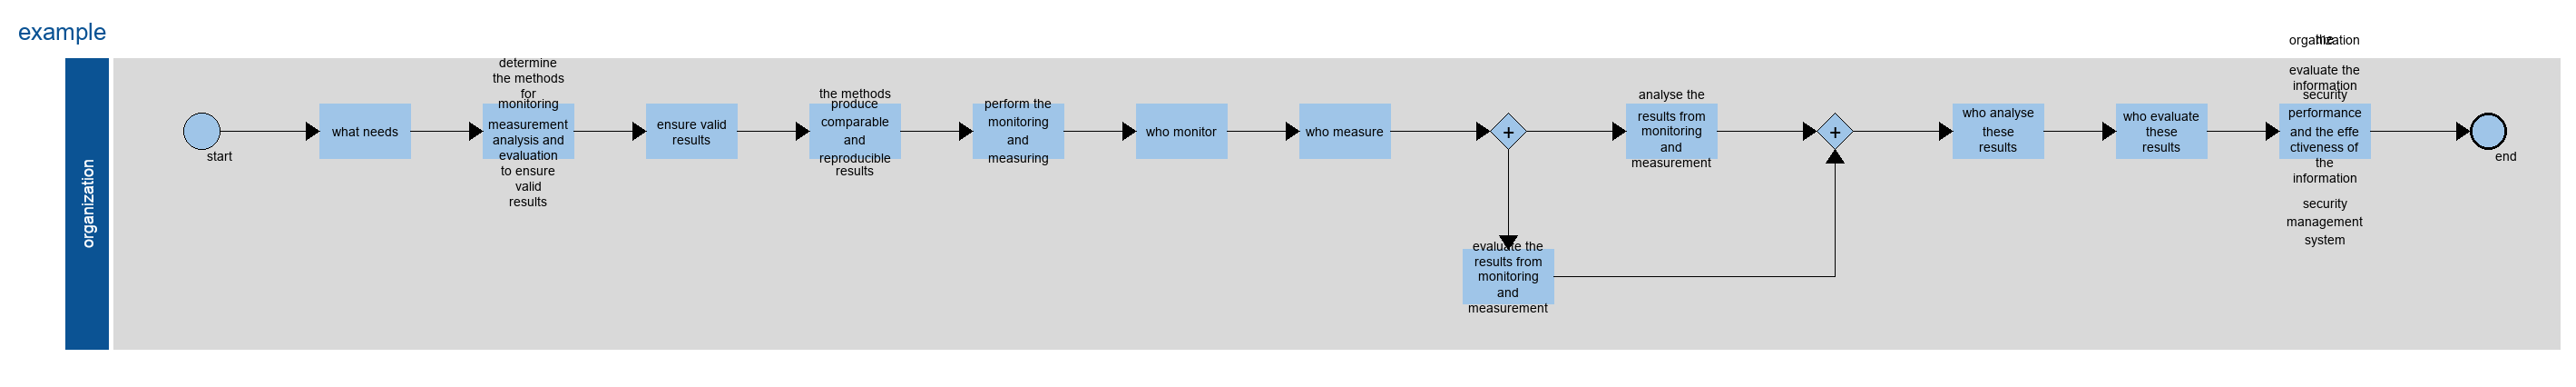 example
organization
start
what needs
determine
the methods
for
monitoring
measurement
analysis and
evaluation
to ensure
valid
results
ensure valid
results
the methods
produce
comparable
and
reproducible
results
perform the
monitoring
and
measuring
who monitor
who measure
+
analyse the
results from
monitoring
and
measurement
evaluate the
results from
monitoring
and
measurement
+
who analyse
these
results
who evaluate
these
results
the
organization
evaluate the
information
security
performance
and the effe
ctiveness of
the
information
security
management
system
end